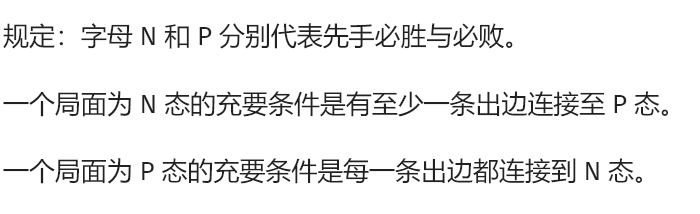 规定：字母 N 和 P 分别代表先手必胜与必败。
一个局面为 N 态的充要条件是有至少一条出边连接至 P 态。
一个局面为 P 态的充要条件是每一条出边都连接到 N 态。